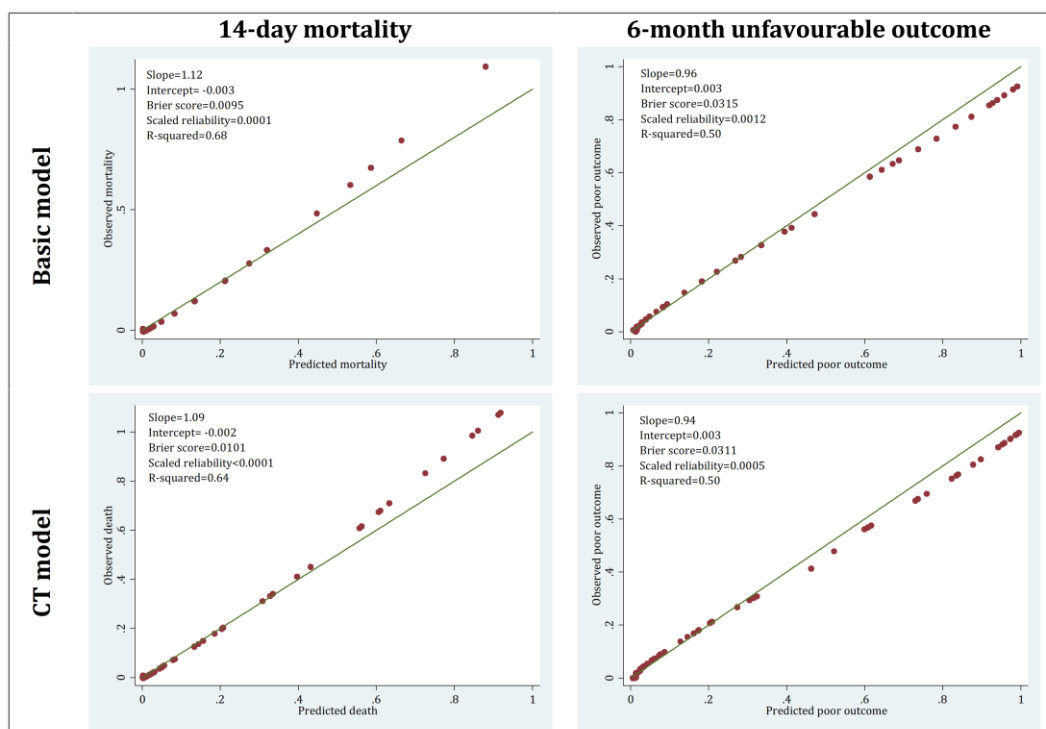 14-day mortality
6-month unfavourable outcome
Basic model
Slope=1.12
Intercept= -0.003
Brier score=0.0095
Scaled reliability=0.0001
R-squared=0.68
Observed mortality
1
.5
0
0 .2 .4 .6 .8 1
Predicted mortality
Slope=0.96
Intercept=0.003
Brier score=0.0315
Scaled reliability=0.0012
R-squared=0.50
Observed poor outcome
1
.8
.6
.4
.2
0
0 .2 .4 .6 .8 1
Predicted poor outcome
CT model
Slope=1.09
Intercept= -0.002
Brier score=0.0101
Scaled reliability<0.0001
R-squared=0.64
Observed death
1
.8
.6
.4
.2
0
0 .2 .4 .6 .8 1
Predicted death
Slope=0.94
Intercept=0.003
Brier score=0.0311
Scaled reliability=0.0005
R-squared=0.50
Observed poor outcome
1
.8
.6
.4
.2
0
0 .2 .4 .6 .8 1
Predicted poor outcome